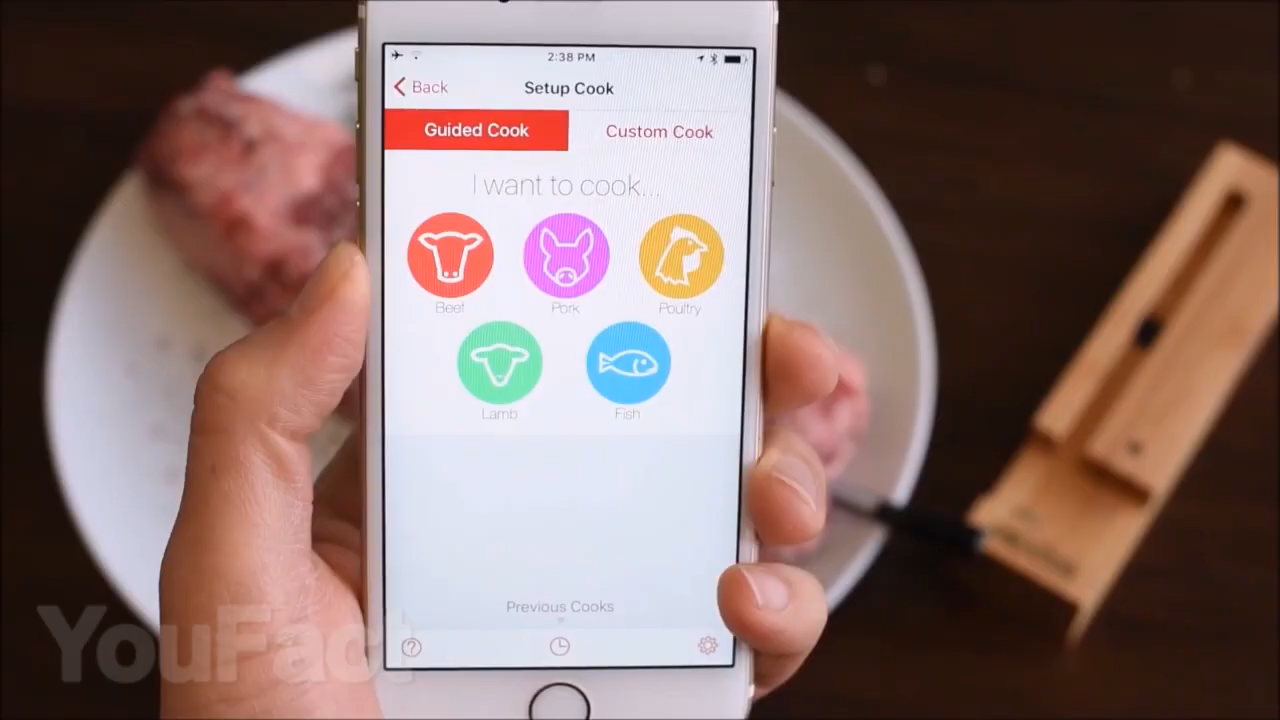 2:38 PM
Back
Setup Cook
Guided Cook
Custom Cook
I want to cook...
Beef
Pork
Poultry
Lamb
Fish
Previous Cooks
?
YouFact